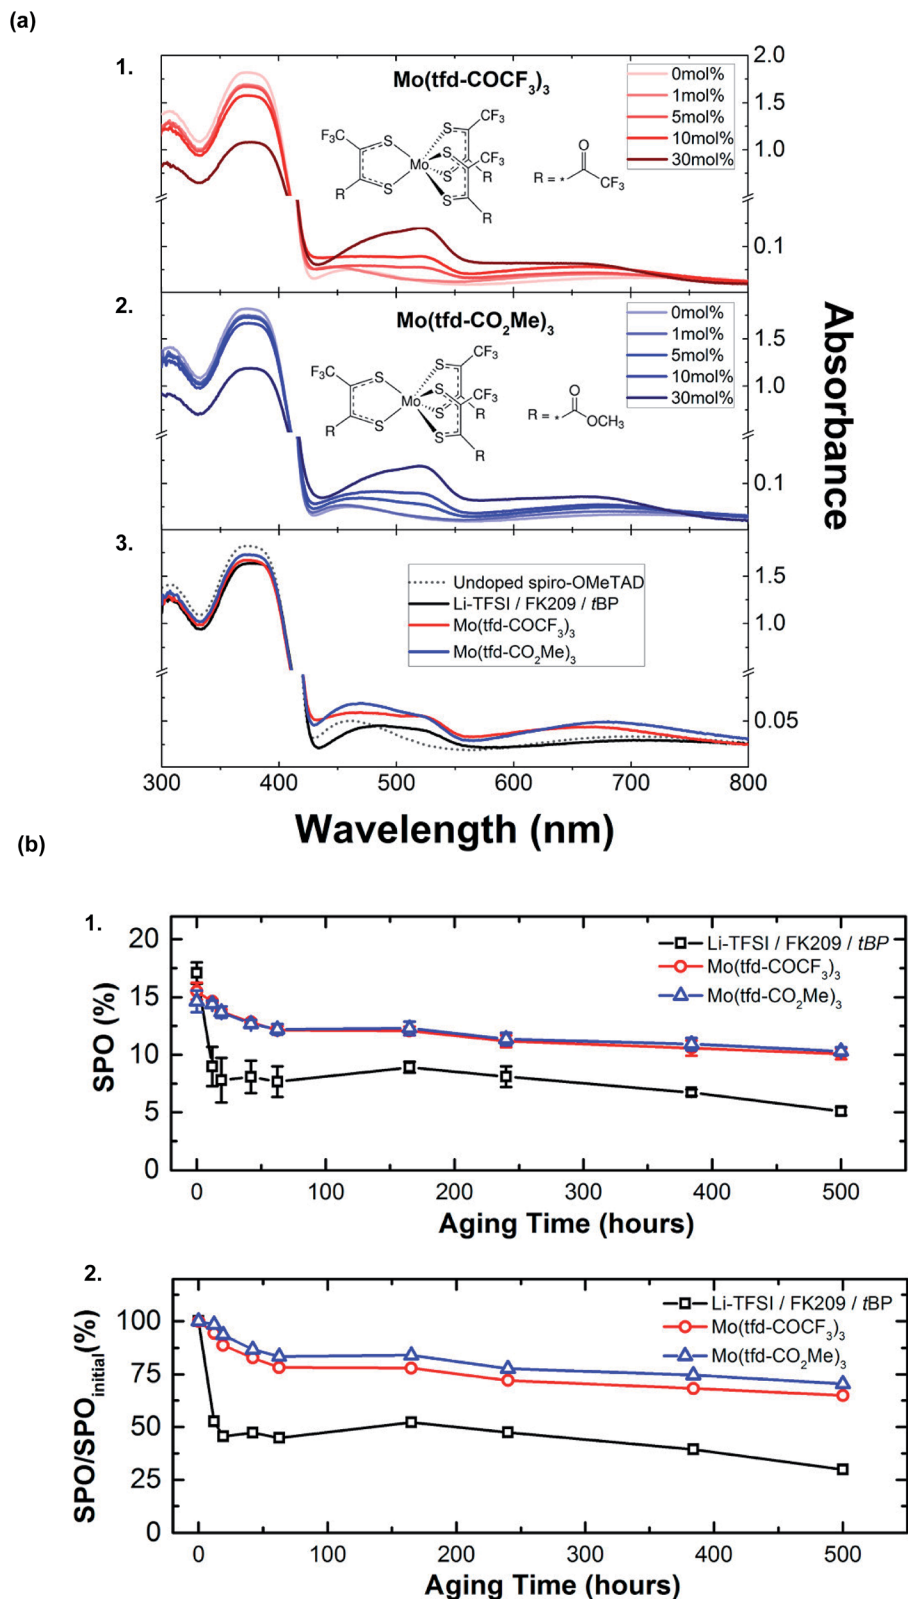 (a)
1.
Mo(tfd-COCF₃)₃
0mol%
1mol%
5mol%
10mol%
30mol%
2.0
1.5
1.0
0.1
F₃C
S
S
CF₃
CF₃
Mo
S
S
S
S
R
R
R
R =
*
O
CF₃
2.
Mo(tfd-CO₂Me)₃
0mol%
1mol%
5mol%
10mol%
30mol%
1.5
1.0
0.1
F₃C
S
S
CF₃
CF₃
Mo
S
S
S
S
R
R
R
R =
*
O
OCH₃
Absorbance
3.
Undoped spiro-OMeTAD
Li-TFSI / FK209 / tBP
Mo(tfd-COCF₃)₃
Mo(tfd-CO₂Me)₃
1.5
1.0
0.05
300 400 500 600 700 800
Wavelength (nm)
(b)
1.
SPO (%)
20
15
10
5
0
Li-TFSI / FK209 / tBP
Mo(tfd-COCF₃)₃
Mo(tfd-CO₂Me)₃
0 100 200 300 400 500
Aging Time (hours)
2.
SPO/SPOinitial(%)
100
75
50
25
0
Li-TFSI / FK209 / tBP
Mo(tfd-COCF₃)₃
Mo(tfd-CO₂Me)₃
0 100 200 300 400 500
Aging Time (hours)